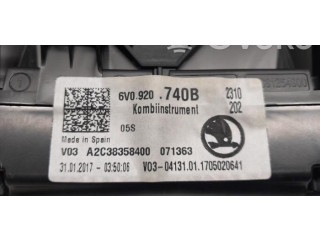 6V0.920 .740B 2310
Kombiinstrument 202
05S
Made in Spain
V03 A2C38358400 071363
31.01.2017 - 03:50:06 V03-04131.01.1705020641